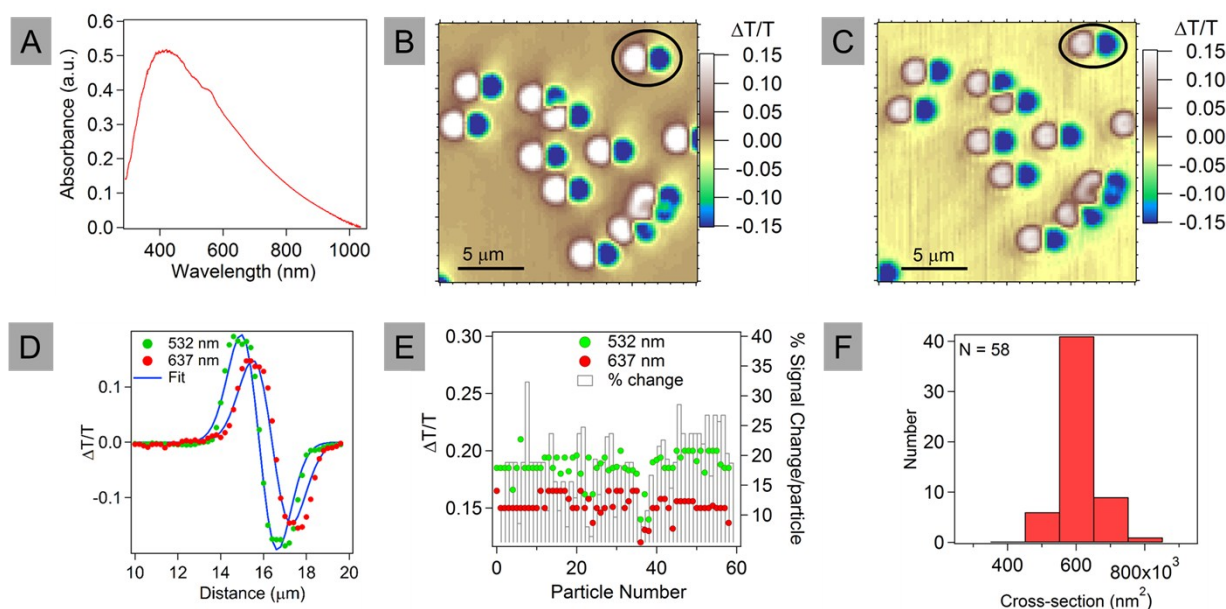 A
0.6
0.5
0.4
0.3
0.2
0.1
0.0
Absorbance (a.u.)
400 600 800 1000
Wavelength (nm)
B
ΔT/T
0.15
0.10
0.05
0.00
-0.05
-0.10
-0.15
5 μm
C
ΔT/T
0.15
0.10
0.05
0.00
-0.05
-0.10
-0.15
5 μm
D
532 nm
637 nm
Fit
ΔT/T
0.1
0.0
-0.1
10 12 14 16 18 20
Distance (μm)
E
532 nm
637 nm
% change
ΔT/T
0.30
0.25
0.20
0.15
40
35
30
25
20
15
10
% Signal Change/particle
0 20 40 60
Particle Number
F
N = 58
Number
40
30
20
10
0
400 600 800x10³
Cross-section (nm²)